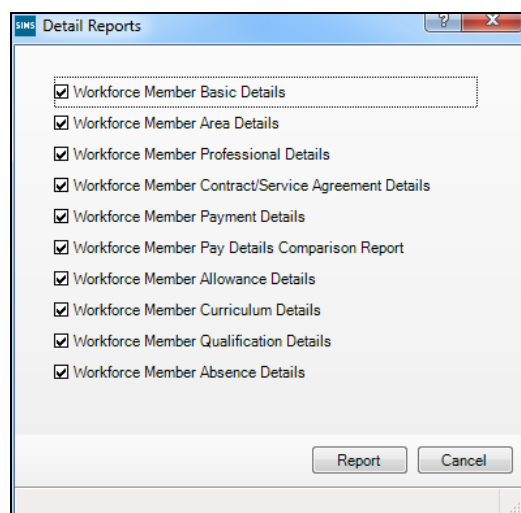 SIMS Detail Reports
? X
Workforce Member Basic Details
Workforce Member Area Details
Workforce Member Professional Details
Workforce Member Contract/Service Agreement Details
Workforce Member Payment Details
Workforce Member Pay Details Comparison Report
Workforce Member Allowance Details
Workforce Member Curriculum Details
Workforce Member Qualification Details
Workforce Member Absence Details
Report Cancel